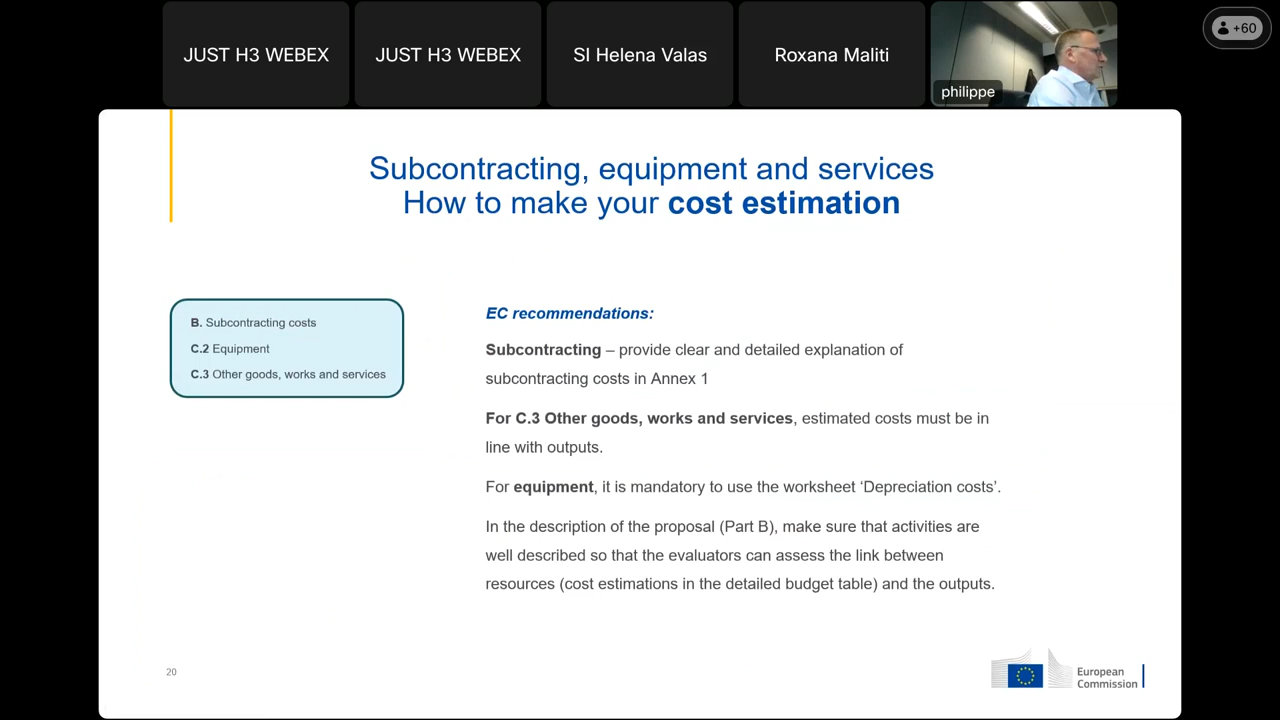 JUST H3 WEBEX
JUST H3 WEBEX
SI Helena Valas
Roxana Maliti
philippe
+60
Subcontracting, equipment and services
How to make your cost estimation
B. Subcontracting costs
C.2 Equipment
C.3 Other goods, works and services
EC recommendations:
Subcontracting – provide clear and detailed explanation of
subcontracting costs in Annex 1
For C.3 Other goods, works and services, estimated costs must be in
line with outputs.
For equipment, it is mandatory to use the worksheet ‘Depreciation costs’.
In the description of the proposal (Part B), make sure that activities are
well described so that the evaluators can assess the link between
resources (cost estimations in the detailed budget table) and the outputs.
20
European
Commission